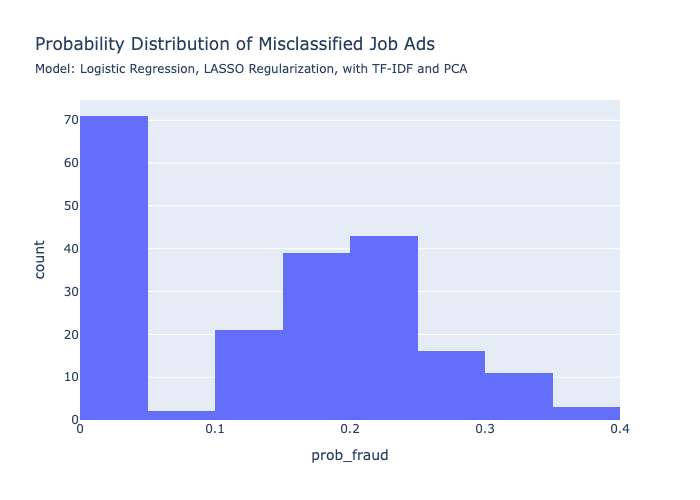 Probability Distribution of Misclassified Job Ads
Model: Logistic Regression, LASSO Regularization, with TF-IDF and PCA
70
60
50
40
30
20
10
0
count
0 0.1 0.2 0.3 0.4
prob_fraud